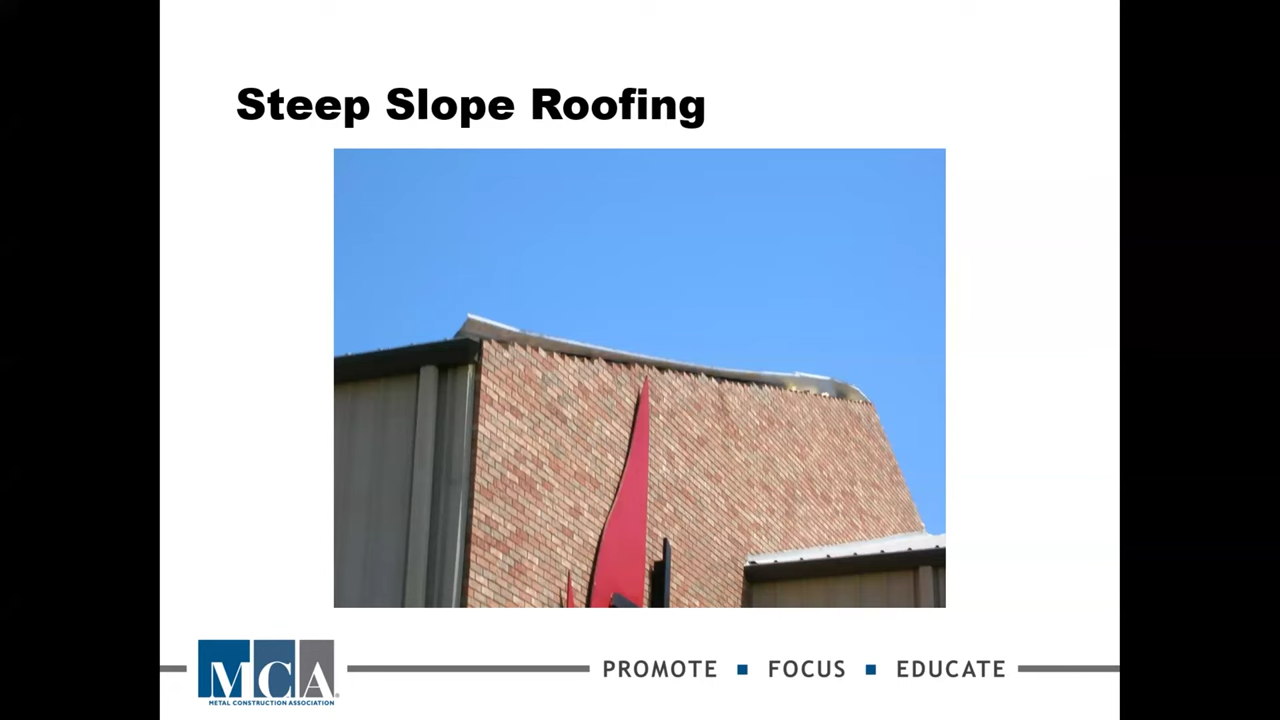 Steep Slope Roofing
MCA®
METAL CONSTRUCTION ASSOCIATION
PROMOTE ▪ FOCUS ▪ EDUCATE